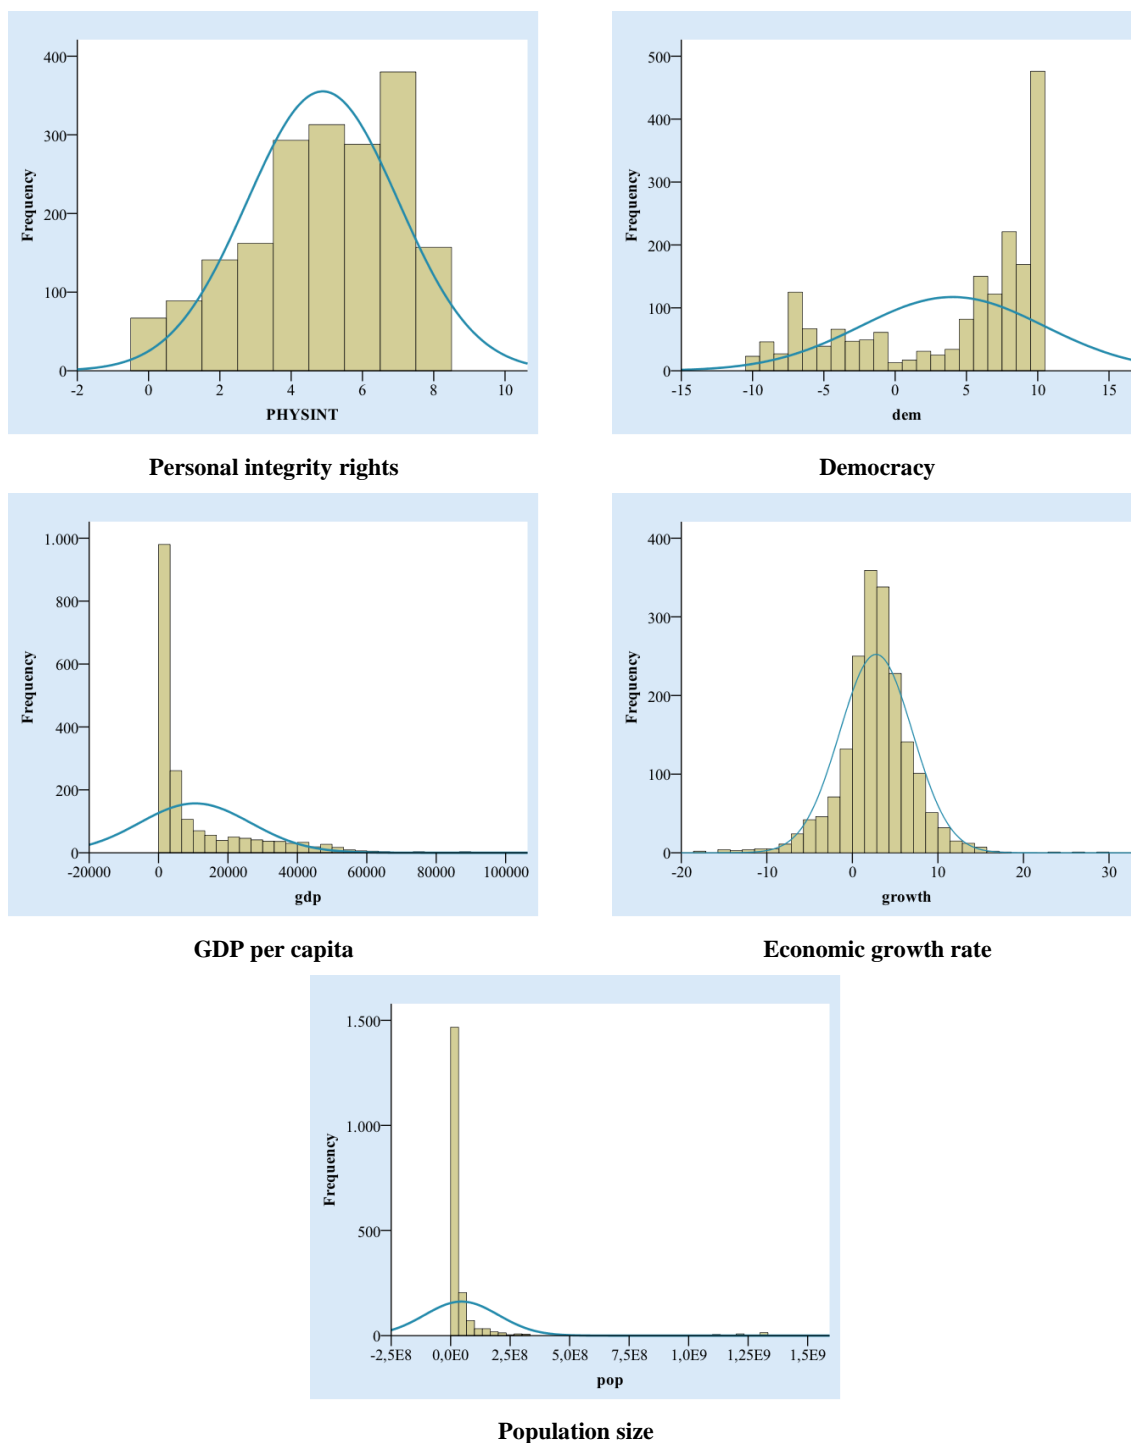 400
300
200
100
0
Frequency
-2 0 2 4 6 8 10
PHYSINT
Personal integrity rights
500
400
300
200
100
0
Frequency
-15 -10 -5 0 5 10 15
dem
Democracy
1.000
800
600
400
200
0
Frequency
-20000 0 20000 40000 60000 80000 100000
gdp
GDP per capita
400
300
200
100
0
Frequency
-20 -10 0 10 20 30
growth
Economic growth rate
1.500
1.000
500
0
Frequency
-2,5E8 0,0E0 2,5E8 5,0E8 7,5E8 1,0E9 1,25E9 1,5E9
pop
Population size